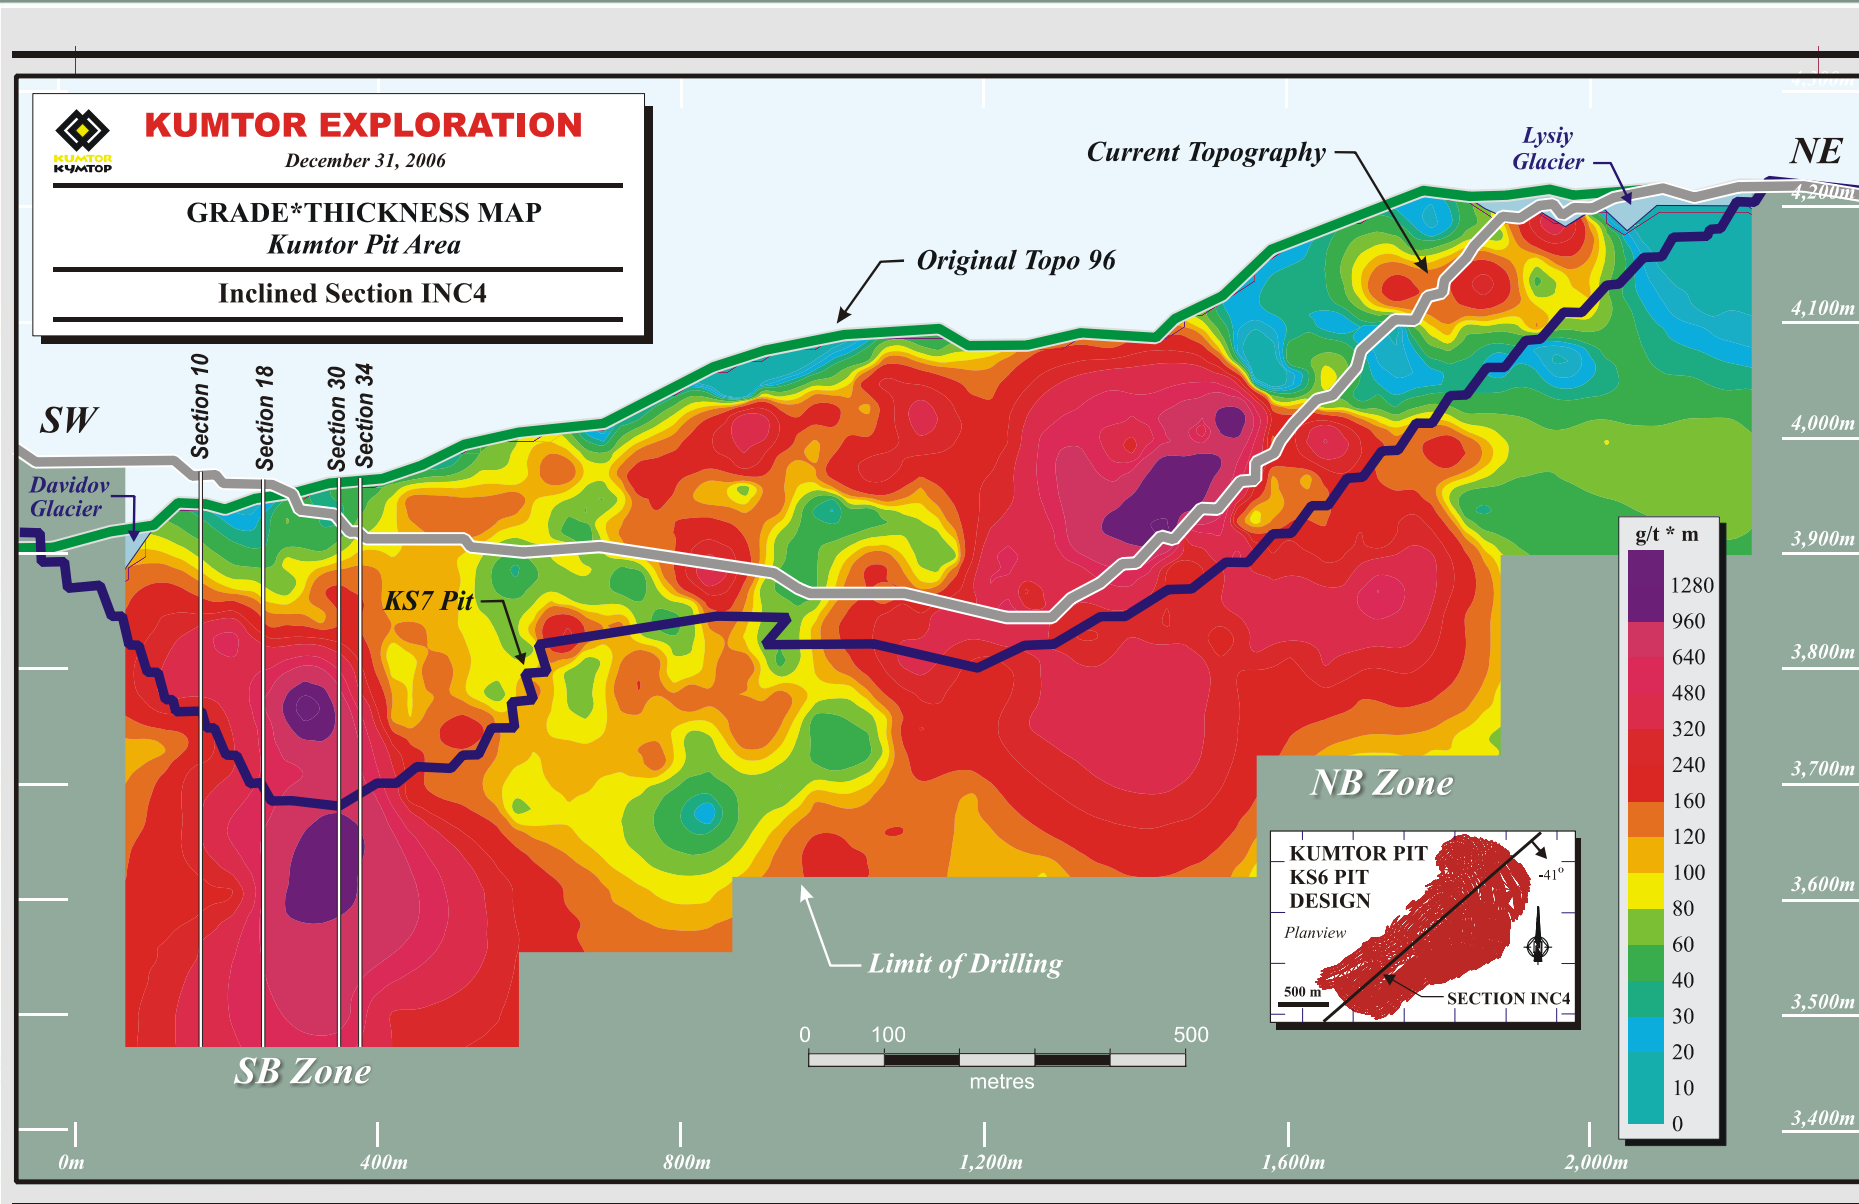 4,300m
KUMTOR
КУМТОР
KUMTOR EXPLORATION
December 31, 2006
GRADE*THICKNESS MAP
Kumtor Pit Area
Inclined Section INC4
Current Topography
Lysiy
Glacier
NE
4,200m
Original Topo 96
4,100m
Section 10
Section 18
Section 30
Section 34
SW
4,000m
Davidov
Glacier
3,900m
g/t * m
1280
960
640
480
320
240
160
120
100
80
60
40
30
20
10
0
KS7 Pit
3,800m
3,700m
NB Zone
KUMTOR PIT
KS6 PIT
DESIGN
Planview
-41°
500 m
SECTION INC4
3,600m
Limit of Drilling
3,500m
0 100 500
metres
SB Zone
3,400m
0m 400m 800m 1,200m 1,600m 2,000m